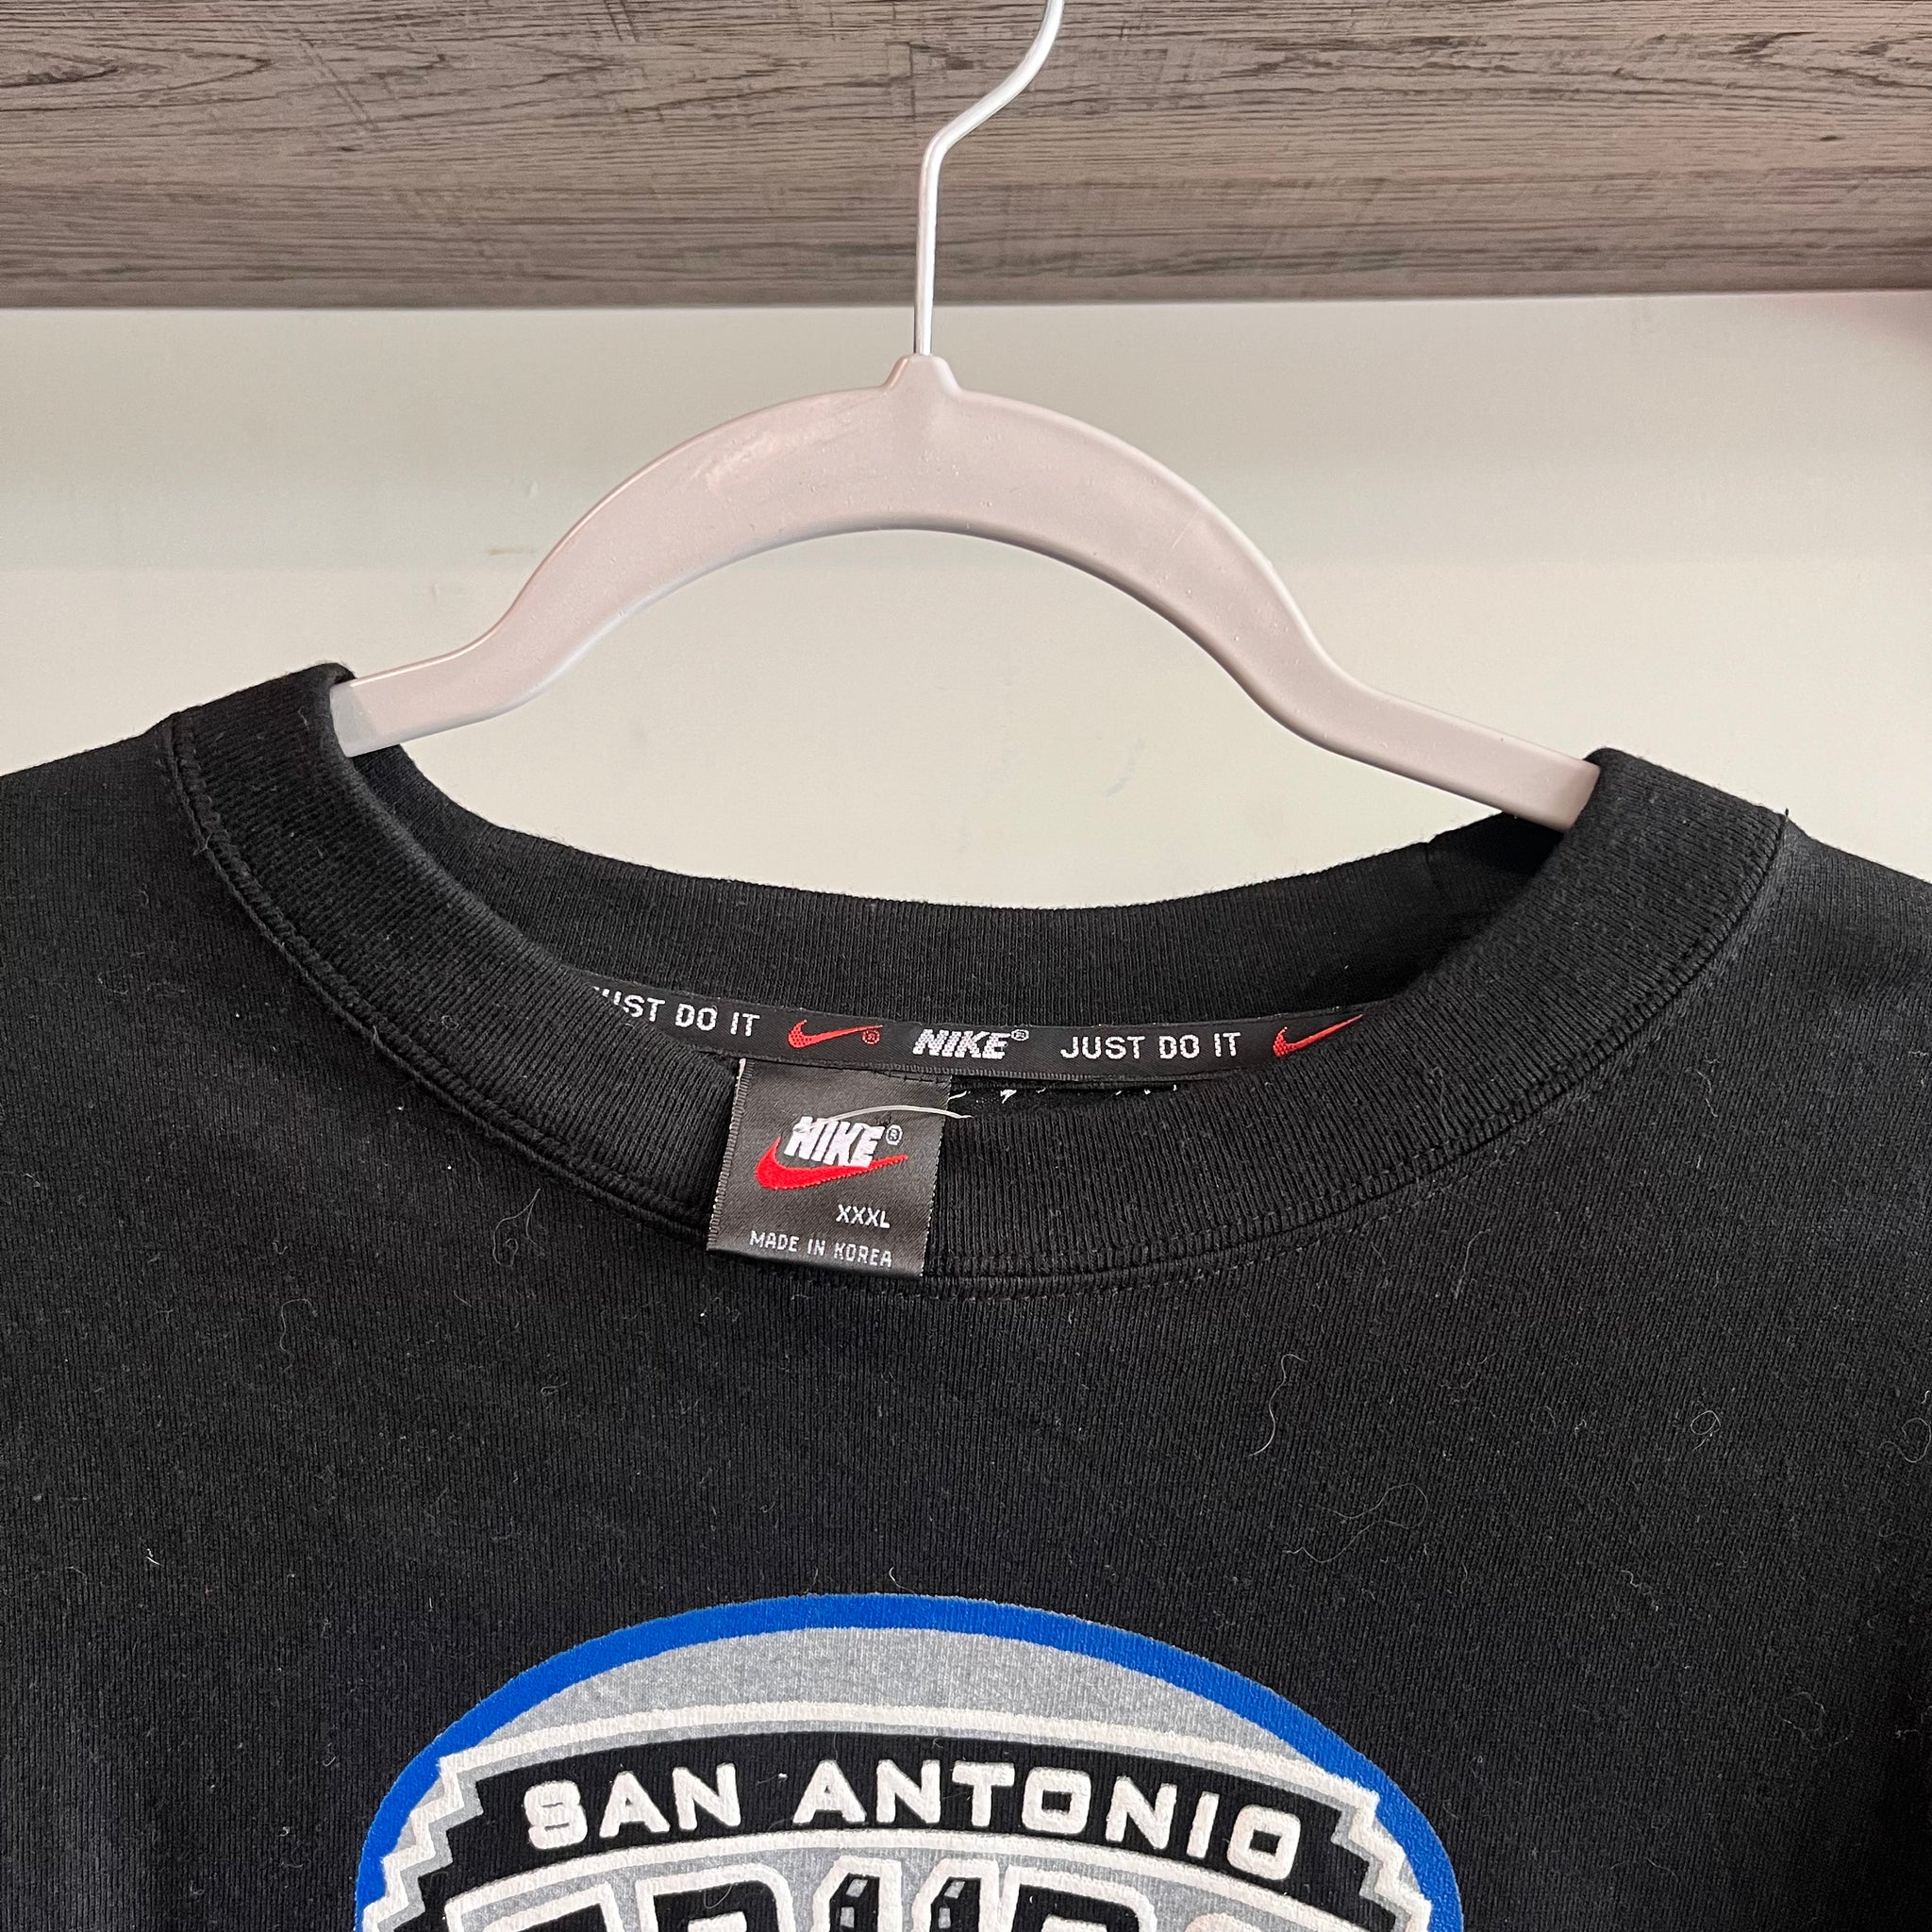 JUST DO IT NIKE® JUST DO IT
NIKE®
XXXL
MADE IN KOREA
SAN ANTONIO